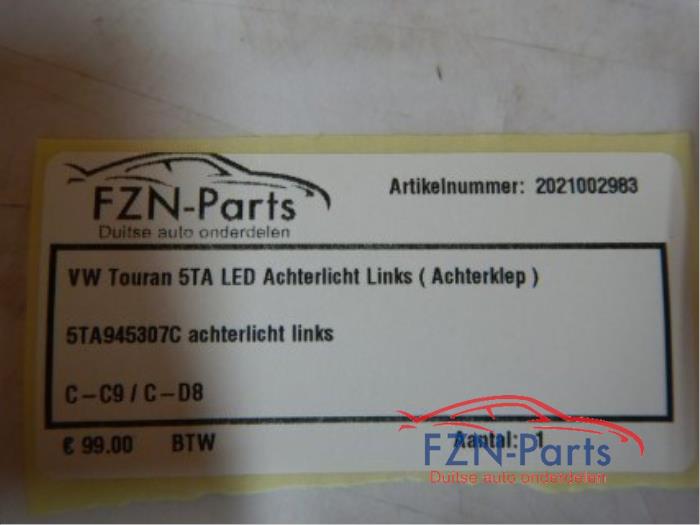 FZN-Parts
Duitse auto onderdelen
Artikelnummer: 2021002983
VW Touran 5TA LED Achterlicht Links ( Achterklep )
5TA945307C achterlicht links
C-C9 / C-D8
€ 99.00 BTW Aantal: 1
FZN-Parts
Duitse auto onderdelen